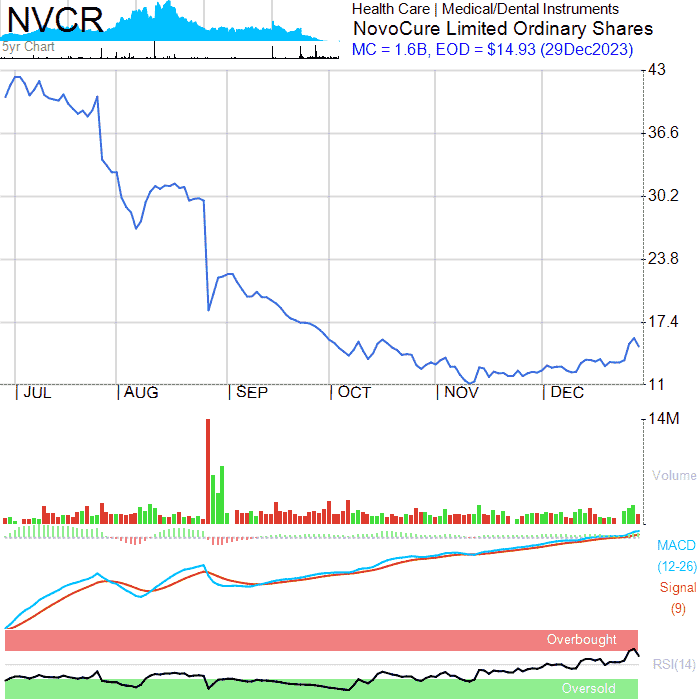 NVCR
5yr Chart
Health Care | Medical/Dental Instruments
NovoCure Limited Ordinary Shares
MC = 1.6B, EOD = $14.93 (29Dec2023)
43
36.6
30.2
23.8
17.4
11
JUL AUG SEP OCT NOV DEC
14M
Volume
MACD
(12-26)
Signal
(9)
Overbought
RSI(14)
Oversold